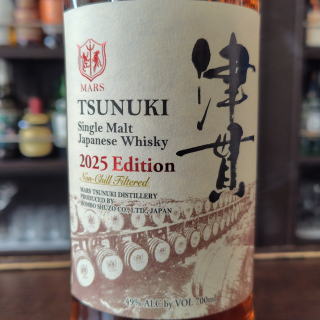 MARS
TSUNUKI
Single Malt
Japanese Whisky
2025 Edition
Non-Chill Filtered
MARS TSUNUKI DISTILLERY
PRODUCED BY:
HOMBO SHUZO CO., LTD., JAPAN
49% ALC by VOL 700ml
津貫